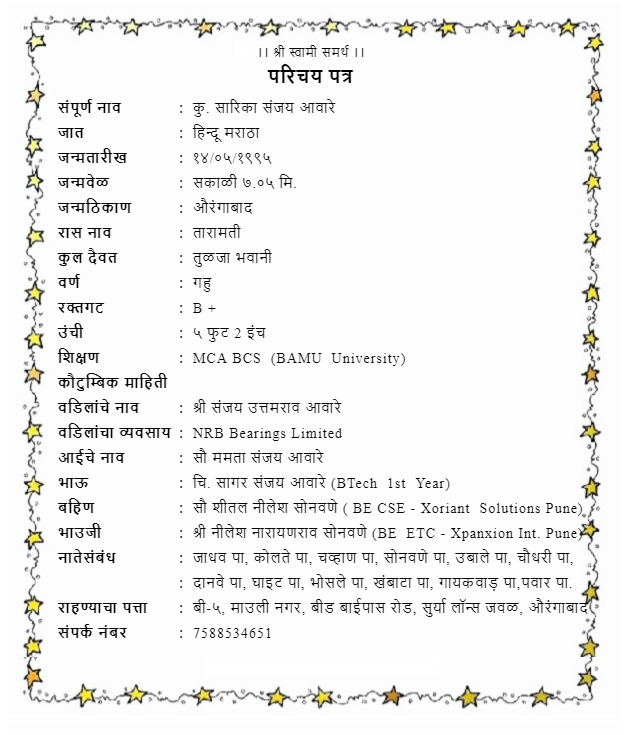 ।। श्री स्वामी समर्थ ।।
परिचय पत्र
संपूर्ण नाव : कु. सारिका संजय आवारे
जात : हिन्दू मराठा
जन्मतारीख : १४/०५/१९९५
जन्मवेळ : सकाळी ७.०५ मि.
जन्मठिकाण : औरंगाबाद
रास नाव : तारामती
कुल दैवत : तुळजा भवानी
वर्ण : गहु
रक्तगट : B +
उंची : ५ फुट 2 इंच
शिक्षण : MCA BCS (BAMU University)
कौटुम्बिक माहिती
वडिलांचे नाव : श्री संजय उत्तमराव आवारे
वडिलांचा व्यवसाय : NRB Bearings Limited
आईचे नाव : सौ ममता संजय आवारे
भाऊ : चि. सागर संजय आवारे (BTech 1st Year)
बहिण : सौ शीतल नीलेश सोनवणे ( BE CSE - Xoriant Solutions Pune)
भाउजी : श्री नीलेश नारायणराव सोनवणे (BE ETC - Xpanxion Int. Pune)
नातेसंबंध : जाधव पा, कोलते पा, चव्हाण पा, सोनवणे पा, उबाले पा, चौधरी पा,
: दानवे पा, घाइट पा, भोसले पा, खंबाटा पा, गायकवाड़ पा,पवार पा.
राहण्याचा पत्ता : बी-५, माउली नगर, बीड बाईपास रोड, सुर्या लॉन्स जवळ, औरंगाबाद
संपर्क नंबर : 7588534651